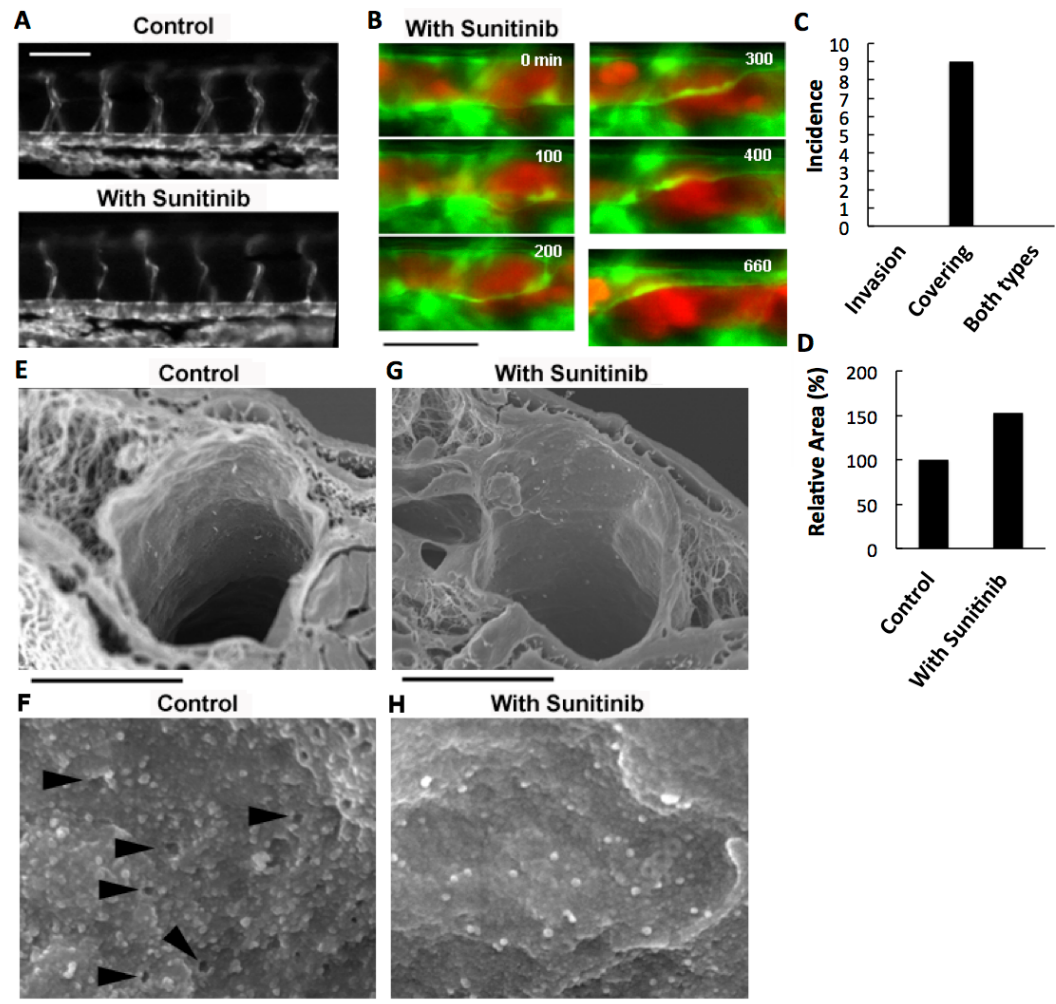 A
Control
With Sunitinib
B
With Sunitinib
0 min
300
100
400
200
660
C
Incidence
10
9
8
7
6
5
4
3
2
1
0
Invasion
Covering
Both types
D
Relative Area (%)
200
150
100
50
0
Control
With Sunitinib
E
Control
G
With Sunitinib
F
Control
H
With Sunitinib